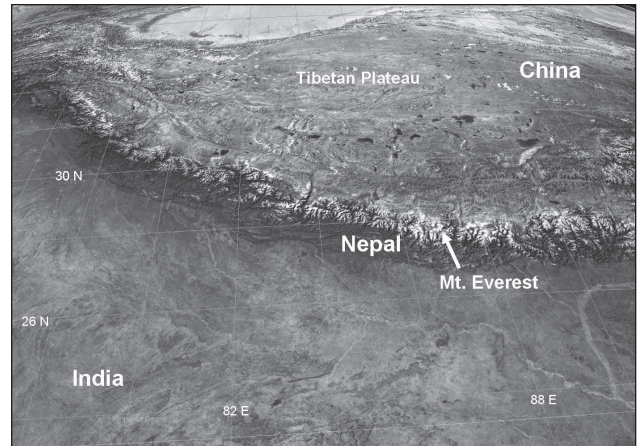 China
Tibetan Plateau
30 N
Nepal
Mt. Everest
26 N
India
88 E
82 E